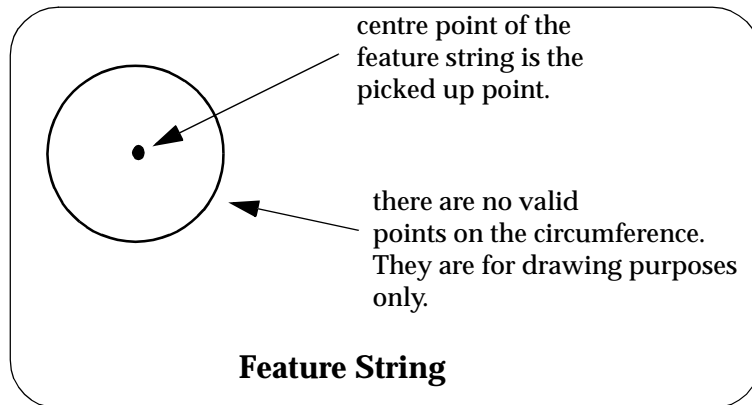 centre point of the
feature string is the
picked up point.
there are no valid
points on the circumference.
They are for drawing purposes
only.
Feature String